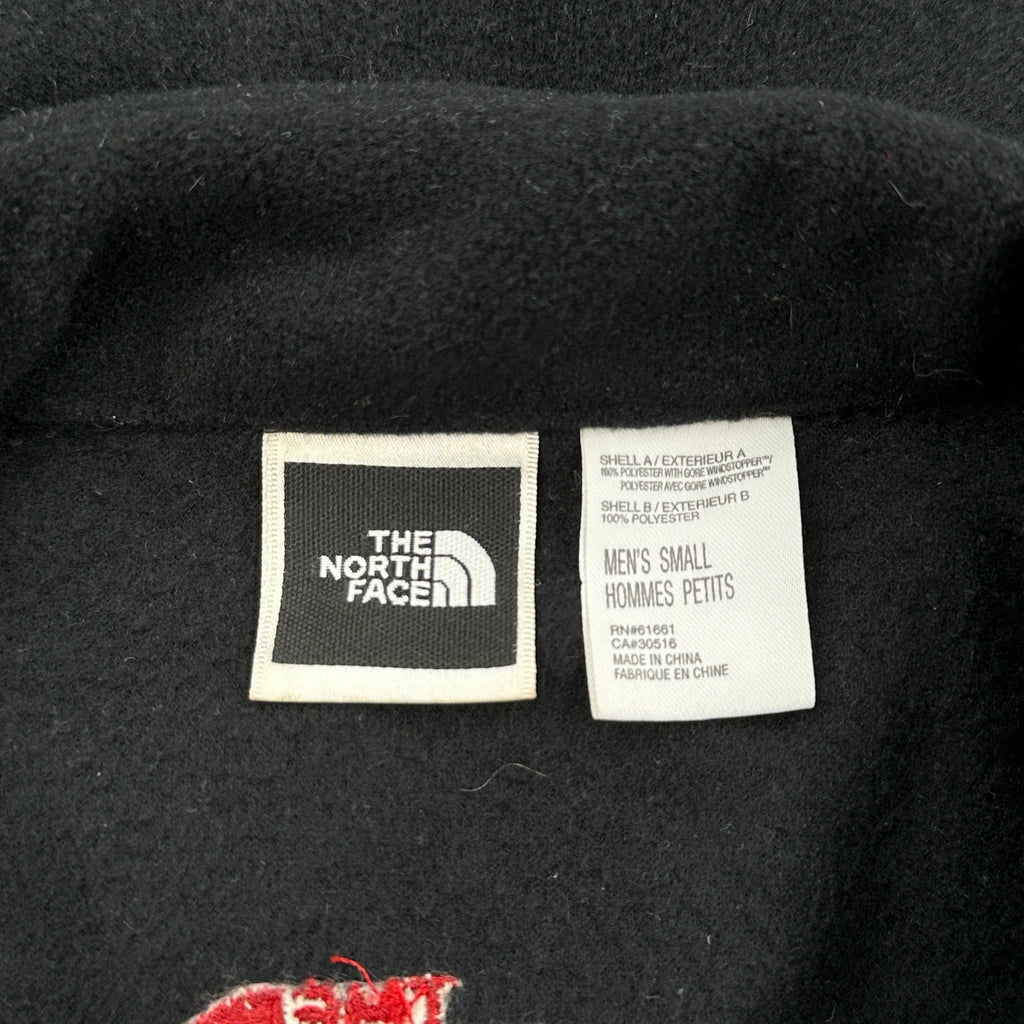 THE
NORTH
FACE
SHELL A / EXTERIEUR A
100% POLYESTER WITH GORE WINDSTOPPER™/
POLYESTER AVEC GORE WINDSTOPPER™
SHELL B / EXTERIEUR B
100% POLYESTER
MEN'S SMALL
HOMMES PETITS
RN#61661
CA#30516
MADE IN CHINA
FABRIQUE EN CHINE